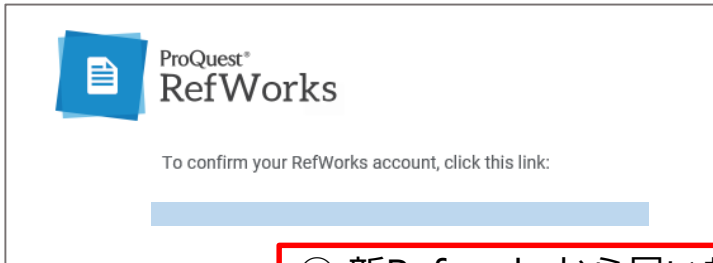 ProQuest®
RefWorks
To confirm your RefWorks account, click this link: